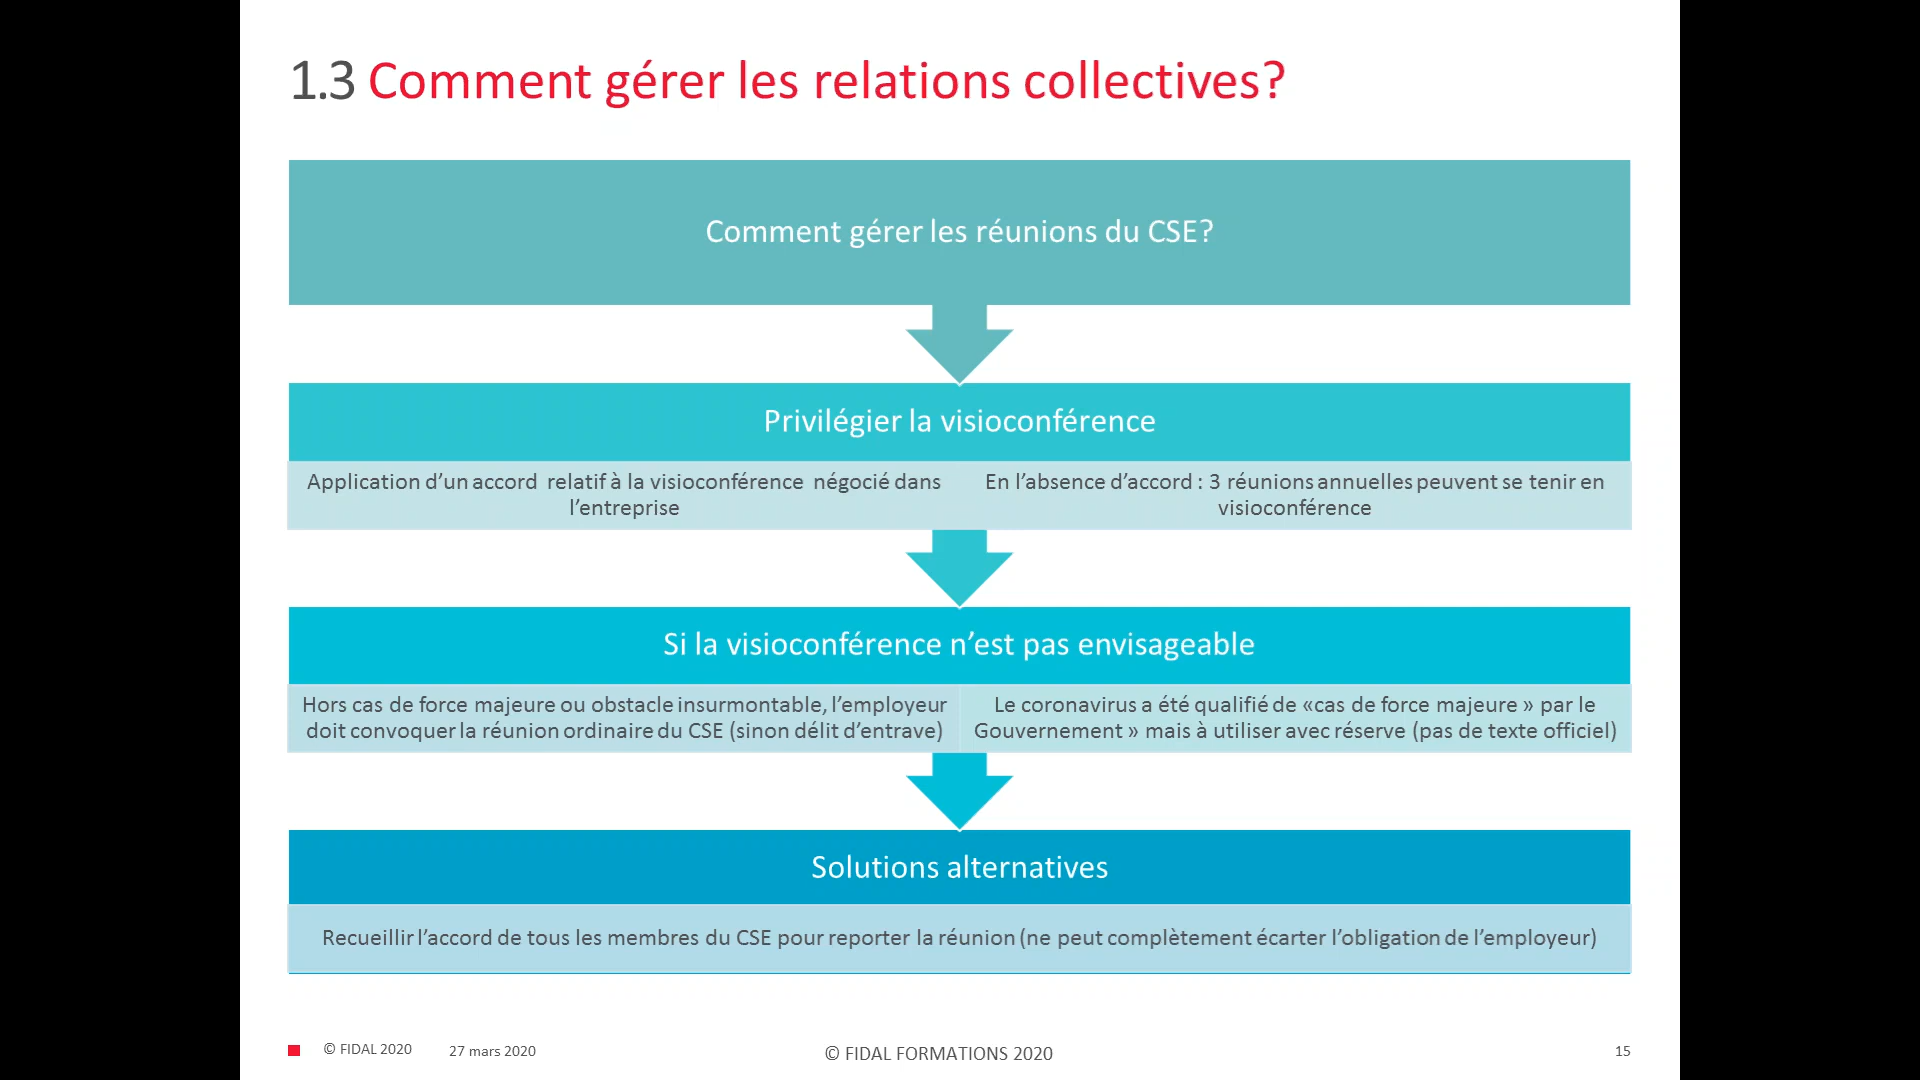 1.3 Comment gérer les relations collectives?
Comment gérer les réunions du CSE?
Privilégier la visioconférence
Application d’un accord relatif à la visioconférence négocié dans
l’entreprise
En l’absence d’accord : 3 réunions annuelles peuvent se tenir en
visioconférence
Si la visioconférence n’est pas envisageable
Hors cas de force majeure ou obstacle insurmontable, l’employeur
doit convoquer la réunion ordinaire du CSE (sinon délit d’entrave)
Le coronavirus a été qualifié de «cas de force majeure » par le
Gouvernement » mais à utiliser avec réserve (pas de texte officiel)
Solutions alternatives
Recueillir l’accord de tous les membres du CSE pour reporter la réunion (ne peut complètement écarter l’obligation de l’employeur)
© FIDAL 2020
27 mars 2020
© FIDAL FORMATIONS 2020
15